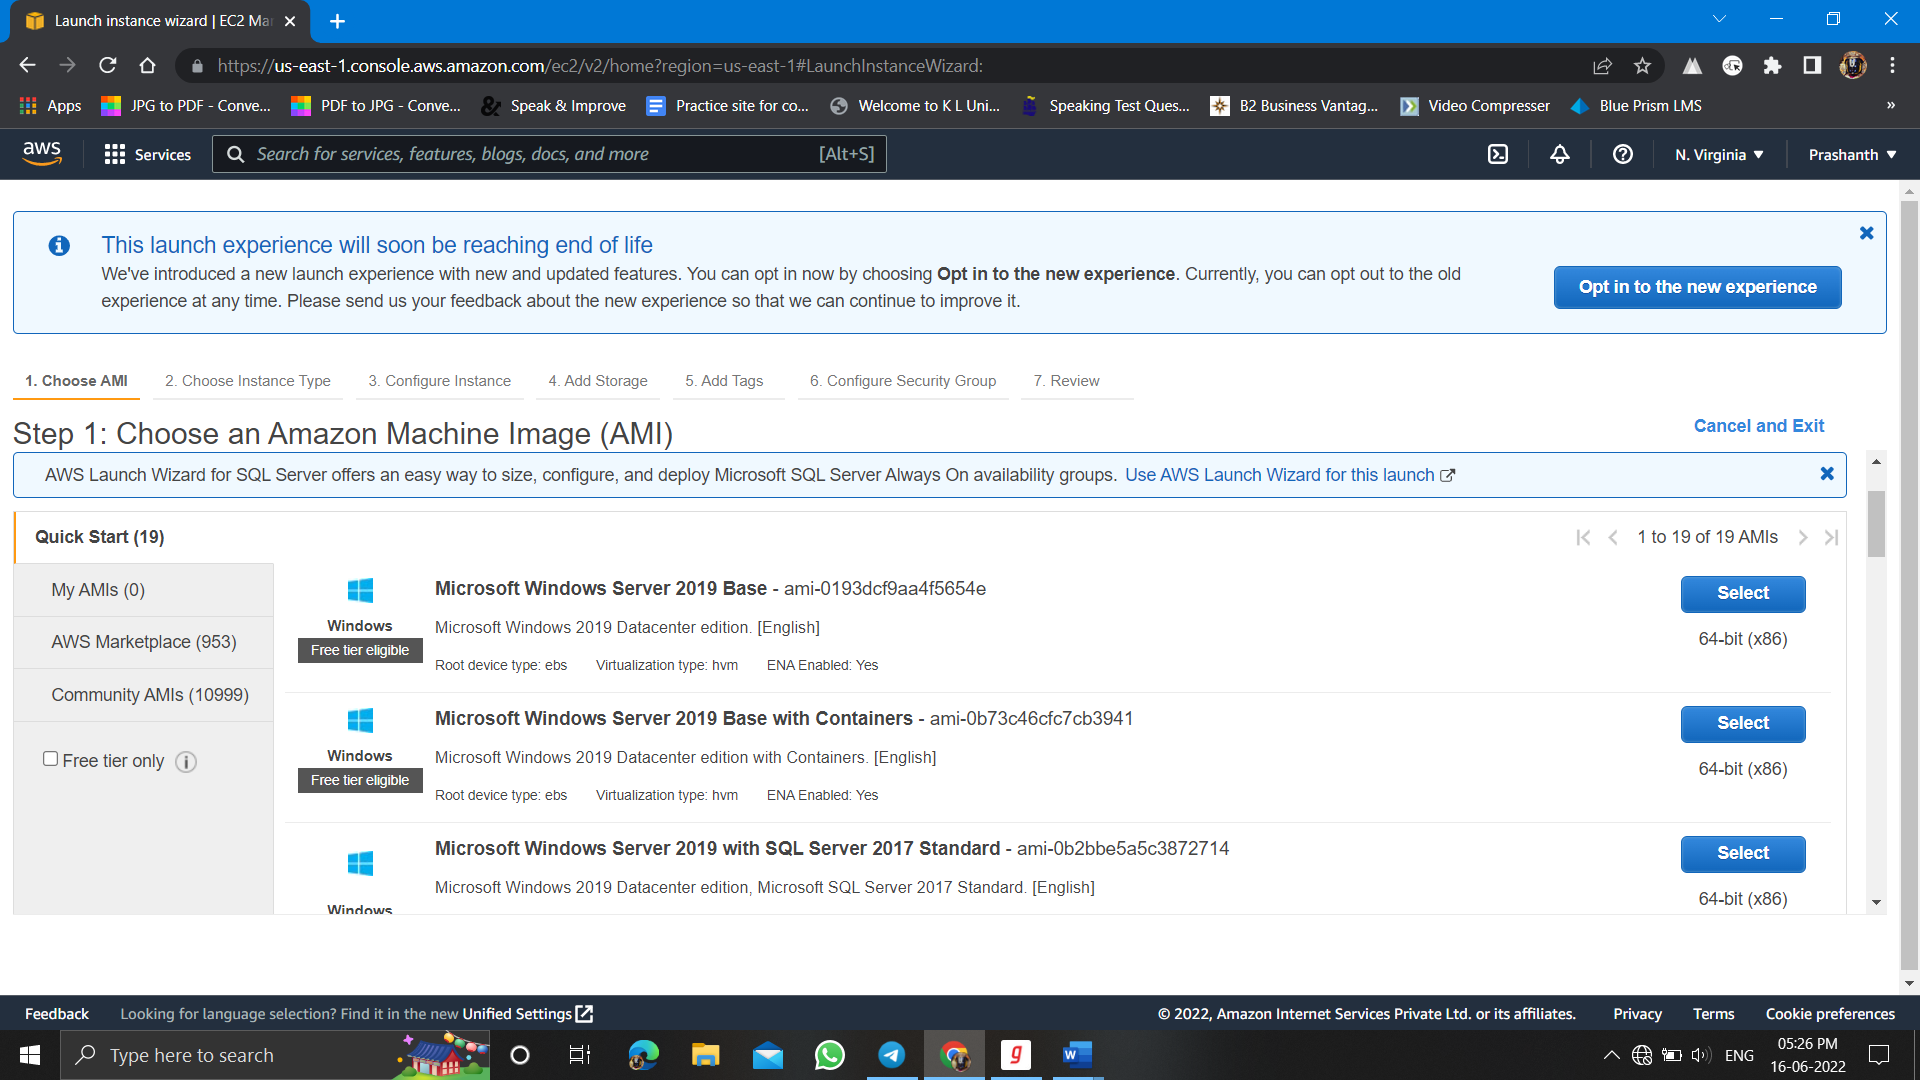 Launch instance wizard | EC2 Mar
https://us-east-1.console.aws.amazon.com/ec2/v2/home?region=us-east-1#LaunchInstanceWizard:
Apps JPG to PDF - Conve... PDF to JPG - Conve... Speak & Improve Practice site for co... Welcome to K L Uni... Speaking Test Ques... B2 Business Vantag... Video Compresser Blue Prism LMS »
aws Services Search for services, features, blogs, docs, and more [Alt+S] N. Virginia Prashanth
This launch experience will soon be reaching end of life
We've introduced a new launch experience with new and updated features. You can opt in now by choosing Opt in to the new experience. Currently, you can opt out to the old
experience at any time. Please send us your feedback about the new experience so that we can continue to improve it.
Opt in to the new experience
1. Choose AMI 2. Choose Instance Type 3. Configure Instance 4. Add Storage 5. Add Tags 6. Configure Security Group 7. Review
Step 1: Choose an Amazon Machine Image (AMI)
Cancel and Exit
AWS Launch Wizard for SQL Server offers an easy way to size, configure, and deploy Microsoft SQL Server Always On availability groups. Use AWS Launch Wizard for this launch
Quick Start (19)
1 to 19 of 19 AMIs
My AMIs (0)
AWS Marketplace (953)
Community AMIs (10999)
Free tier only
Windows
Free tier eligible
Microsoft Windows Server 2019 Base - ami-0193dcf9aa4f5654e
Microsoft Windows 2019 Datacenter edition. [English]
Root device type: ebs Virtualization type: hvm ENA Enabled: Yes
Select
64-bit (x86)
Windows
Free tier eligible
Microsoft Windows Server 2019 Base with Containers - ami-0b73c46cfc7cb3941
Microsoft Windows 2019 Datacenter edition with Containers. [English]
Root device type: ebs Virtualization type: hvm ENA Enabled: Yes
Select
64-bit (x86)
Windows
Microsoft Windows Server 2019 with SQL Server 2017 Standard - ami-0b2bbe5a5c3872714
Microsoft Windows 2019 Datacenter edition, Microsoft SQL Server 2017 Standard. [English]
Select
64-bit (x86)
Feedback Looking for language selection? Find it in the new Unified Settings © 2022, Amazon Internet Services Private Ltd. or its affiliates. Privacy Terms Cookie preferences
Type here to search
ENG
05:26 PM
16-06-2022